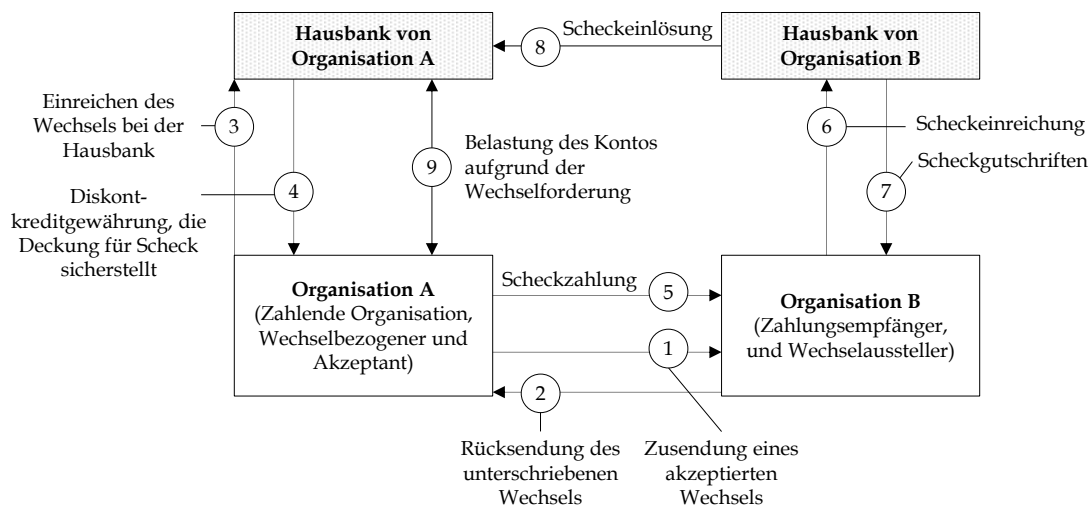 Hausbank von
Organisation A
8
Scheckeinlösung
Hausbank von
Organisation B
Einreichen des
Wechsels bei der
Hausbank
3
Diskont-
kreditgewährung, die
Deckung für Scheck
sicherstellt
4
9
Belastung des Kontos
aufgrund der
Wechselforderung
6
Scheckeinreichung
7
Scheckgutschriften
Organisation A
(Zahlende Organisation,
Wechselbezogener und
Akzeptant)
Scheckzahlung
5
1
2
Organisation B
(Zahlungsempfänger,
und Wechselaussteller)
Rücksendung des
unterschriebenen
Wechsels
Zusendung eines
akzeptierten
Wechsels